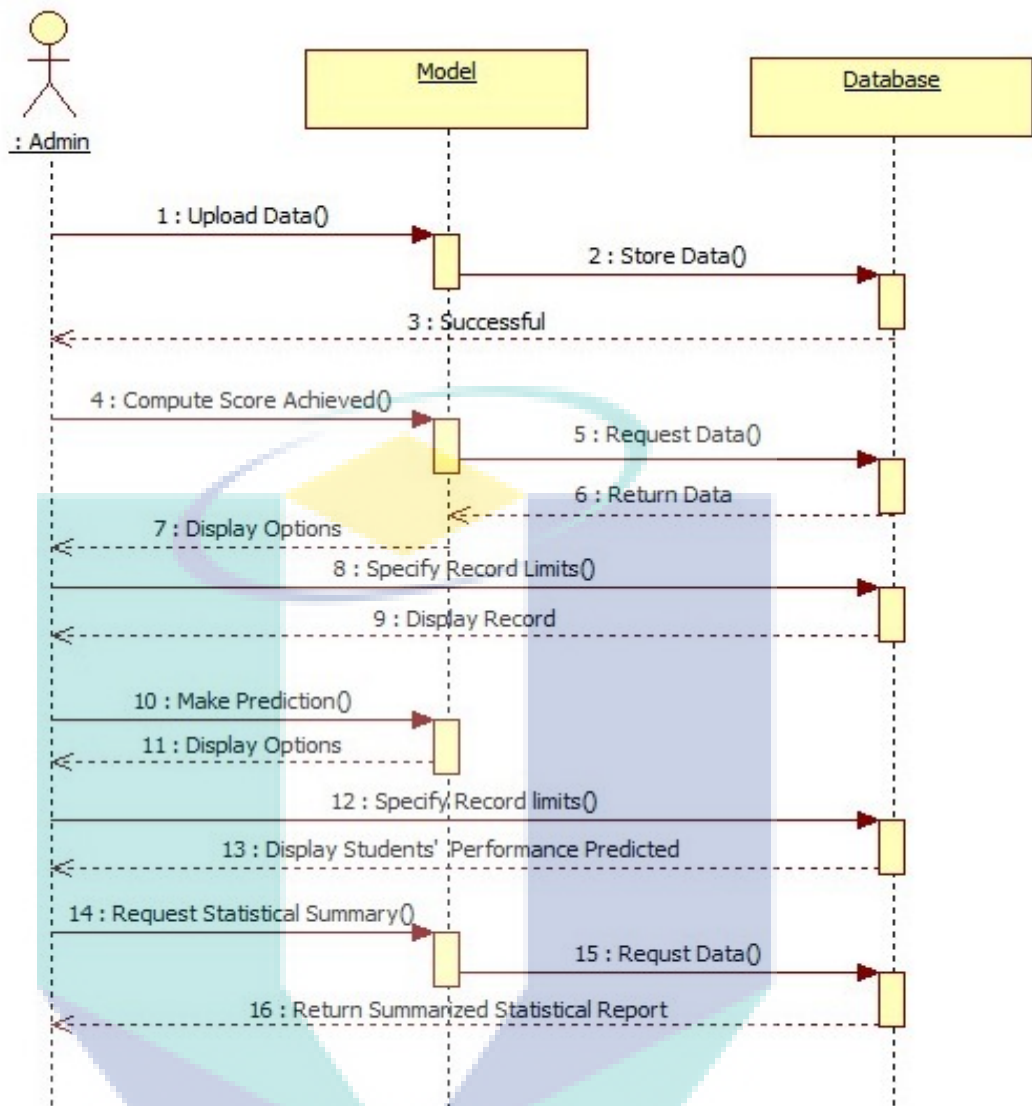 Model
Database
: Admin
1 : Upload Data()
2 : Store Data()
3 : Successful
4 : Compute Score Achieved()
5 : Request Data()
6 : Return Data
7 : Display Options
8 : Specify Record Limits()
9 : Display Record
10 : Make Prediction()
11 : Display Options
12 : Specify Record limits()
13 : Display Students' Performance Predicted
14 : Request Statistical Summary()
15 : Requst Data()
16 : Return Summarized Statistical Report